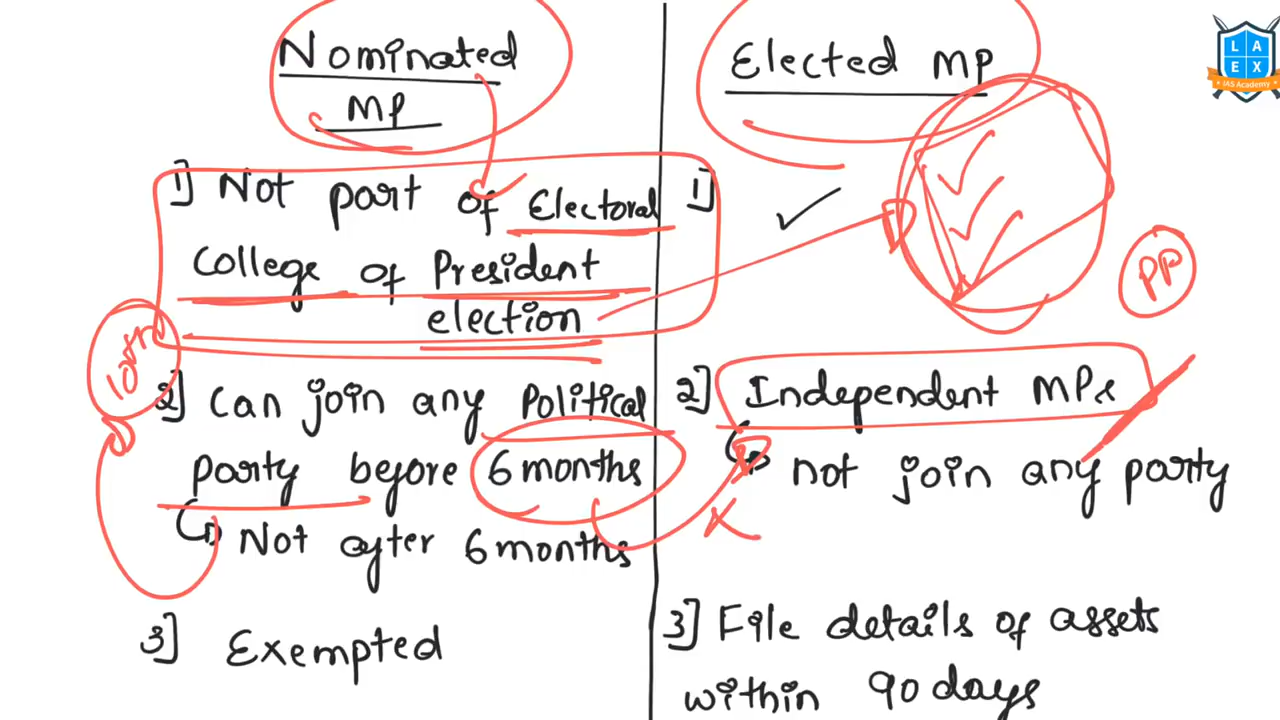 Nominated
MP
1] Not part of Electoral
College of President
election
10th
2] Can join any Political
party before 6 months
Not after 6 months
3] Exempted
Elected MP
1] ✓
PP
2] Independent MPs
not join any party
3] File details of assets
within 90 days
L A
E X
IAS Academy